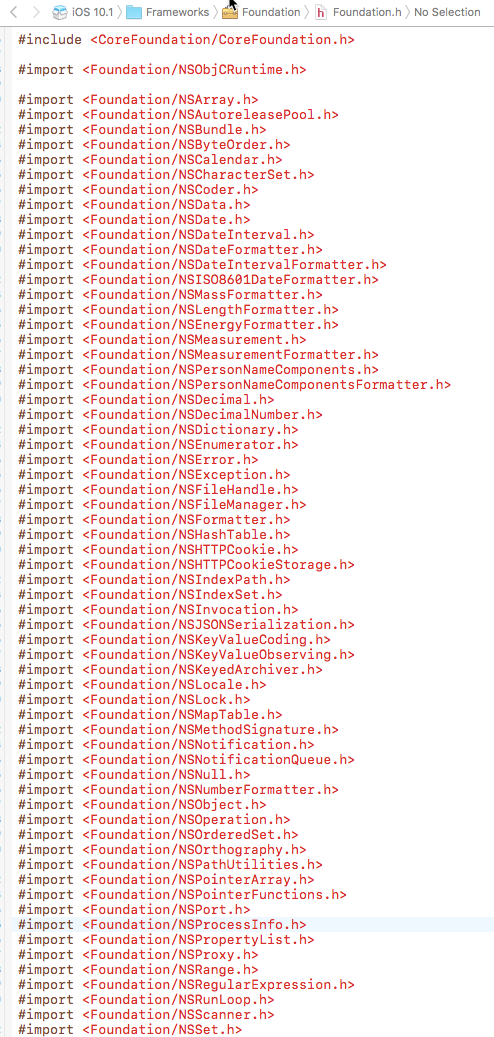 iOS 10.1 Frameworks Foundation h Foundation.h No Selection
#include <CoreFoundation/CoreFoundation.h>
#import <Foundation/NSObjCRuntime.h>
#import <Foundation/NSArray.h>
#import <Foundation/NSAutoreleasePool.h>
#import <Foundation/NSBundle.h>
#import <Foundation/NSByteOrder.h>
#import <Foundation/NSCalendar.h>
#import <Foundation/NSCharacterSet.h>
#import <Foundation/NSCoder.h>
#import <Foundation/NSData.h>
#import <Foundation/NSDate.h>
#import <Foundation/NSDateInterval.h>
#import <Foundation/NSDateFormatter.h>
#import <Foundation/NSDateIntervalFormatter.h>
#import <Foundation/NSISO8601DateFormatter.h>
#import <Foundation/NSMassFormatter.h>
#import <Foundation/NSLengthFormatter.h>
#import <Foundation/NSEnergyFormatter.h>
#import <Foundation/NSMeasurement.h>
#import <Foundation/NSMeasurementFormatter.h>
#import <Foundation/NSPersonNameComponents.h>
#import <Foundation/NSPersonNameComponentsFormatter.h>
#import <Foundation/NSDecimal.h>
#import <Foundation/NSDecimalNumber.h>
#import <Foundation/NSDictionary.h>
#import <Foundation/NSEnumerator.h>
#import <Foundation/NSError.h>
#import <Foundation/NSException.h>
#import <Foundation/NSFileHandle.h>
#import <Foundation/NSFileManager.h>
#import <Foundation/NSFormatter.h>
#import <Foundation/NSHashTable.h>
#import <Foundation/NSHTTPCookie.h>
#import <Foundation/NSHTTPCookieStorage.h>
#import <Foundation/NSIndexPath.h>
#import <Foundation/NSIndexSet.h>
#import <Foundation/NSInvocation.h>
#import <Foundation/NSJSONSerialization.h>
#import <Foundation/NSKeyValueCoding.h>
#import <Foundation/NSKeyValueObserving.h>
#import <Foundation/NSKeyedArchiver.h>
#import <Foundation/NSLocale.h>
#import <Foundation/NSLock.h>
#import <Foundation/NSMapTable.h>
#import <Foundation/NSMethodSignature.h>
#import <Foundation/NSNotification.h>
#import <Foundation/NSNotificationQueue.h>
#import <Foundation/NSNull.h>
#import <Foundation/NSNumberFormatter.h>
#import <Foundation/NSObject.h>
#import <Foundation/NSOperation.h>
#import <Foundation/NSOrderedSet.h>
#import <Foundation/NSOrthography.h>
#import <Foundation/NSPathUtilities.h>
#import <Foundation/NSPointerArray.h>
#import <Foundation/NSPointerFunctions.h>
#import <Foundation/NSPort.h>
#import <Foundation/NSProcessInfo.h>
#import <Foundation/NSPropertyList.h>
#import <Foundation/NSProxy.h>
#import <Foundation/NSRange.h>
#import <Foundation/NSRegularExpression.h>
#import <Foundation/NSRunLoop.h>
#import <Foundation/NSScanner.h>
#import <Foundation/NSSet.h>